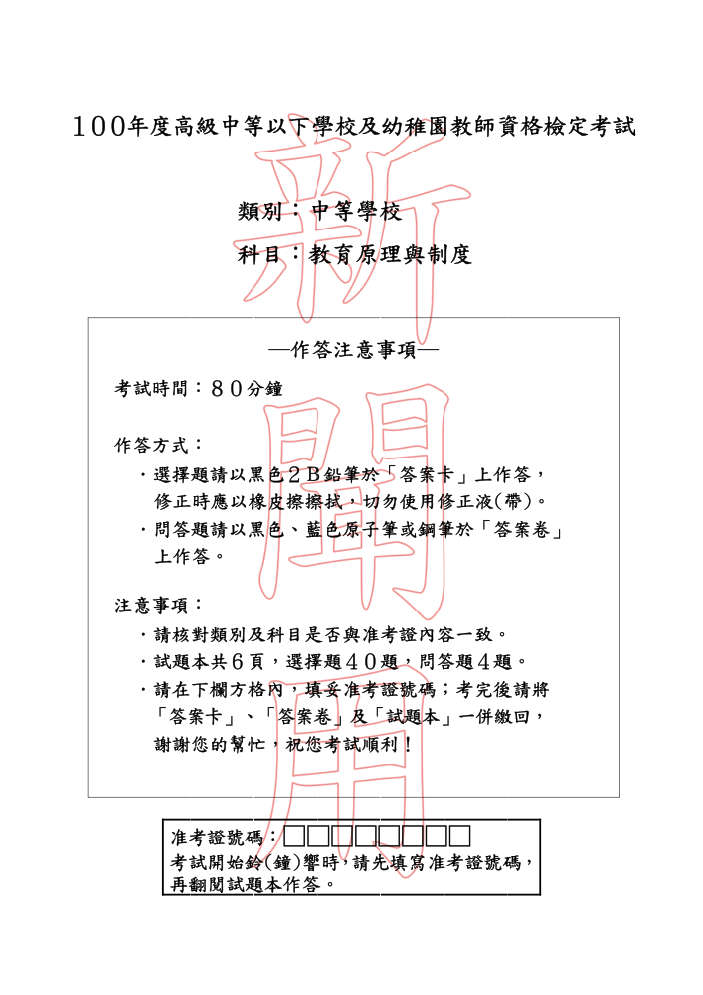 100年度高級中等以下學校及幼稚園教師資格檢定考試
類別：中等學校
科目：教育原理與制度
—作答注意事項—
考試時間：８０分鐘
作答方式：
‧選擇題請以黑色２Ｂ鉛筆於「答案卡」上作答，
修正時應以橡皮擦擦拭，切勿使用修正液(帶)。
‧問答題請以黑色、藍色原子筆或鋼筆於「答案卷」
上作答。
注意事項：
‧請核對類別及科目是否與准考證內容一致。
‧試題本共６頁，選擇題４０題，問答題４題。
‧請在下欄方格內，填妥准考證號碼；考完後請將
「答案卡」、「答案卷」及「試題本」一併繳回，
謝謝您的幫忙，祝您考試順利！
准考證號碼：□□□□□□□□
考試開始鈴(鐘)響時，請先填寫准考證號碼，
再翻閱試題本作答。
新聞用